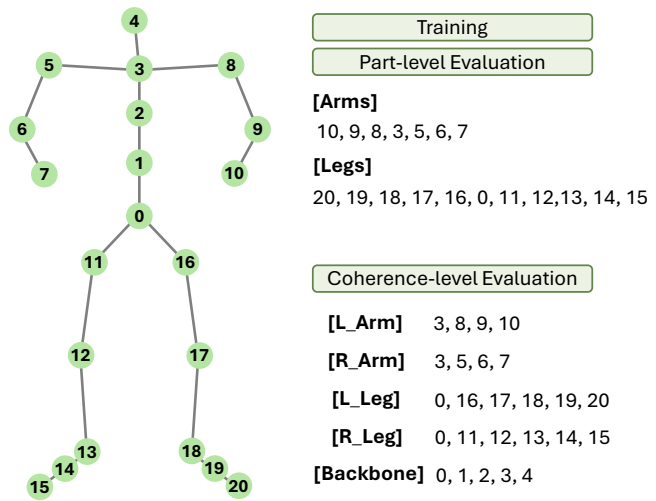 4
5
3
8
2
6
9
1
7
10
0
11
16
12
17
13
18
14
19
15
20
Training
Part-level Evaluation
[Arms]
10, 9, 8, 3, 5, 6, 7
[Legs]
20, 19, 18, 17, 16, 0, 11, 12,13, 14, 15
Coherence-level Evaluation
[L_Arm] 3, 8, 9, 10
[R_Arm] 3, 5, 6, 7
[L_Leg] 0, 16, 17, 18, 19, 20
[R_Leg] 0, 11, 12, 13, 14, 15
[Backbone] 0, 1, 2, 3, 4